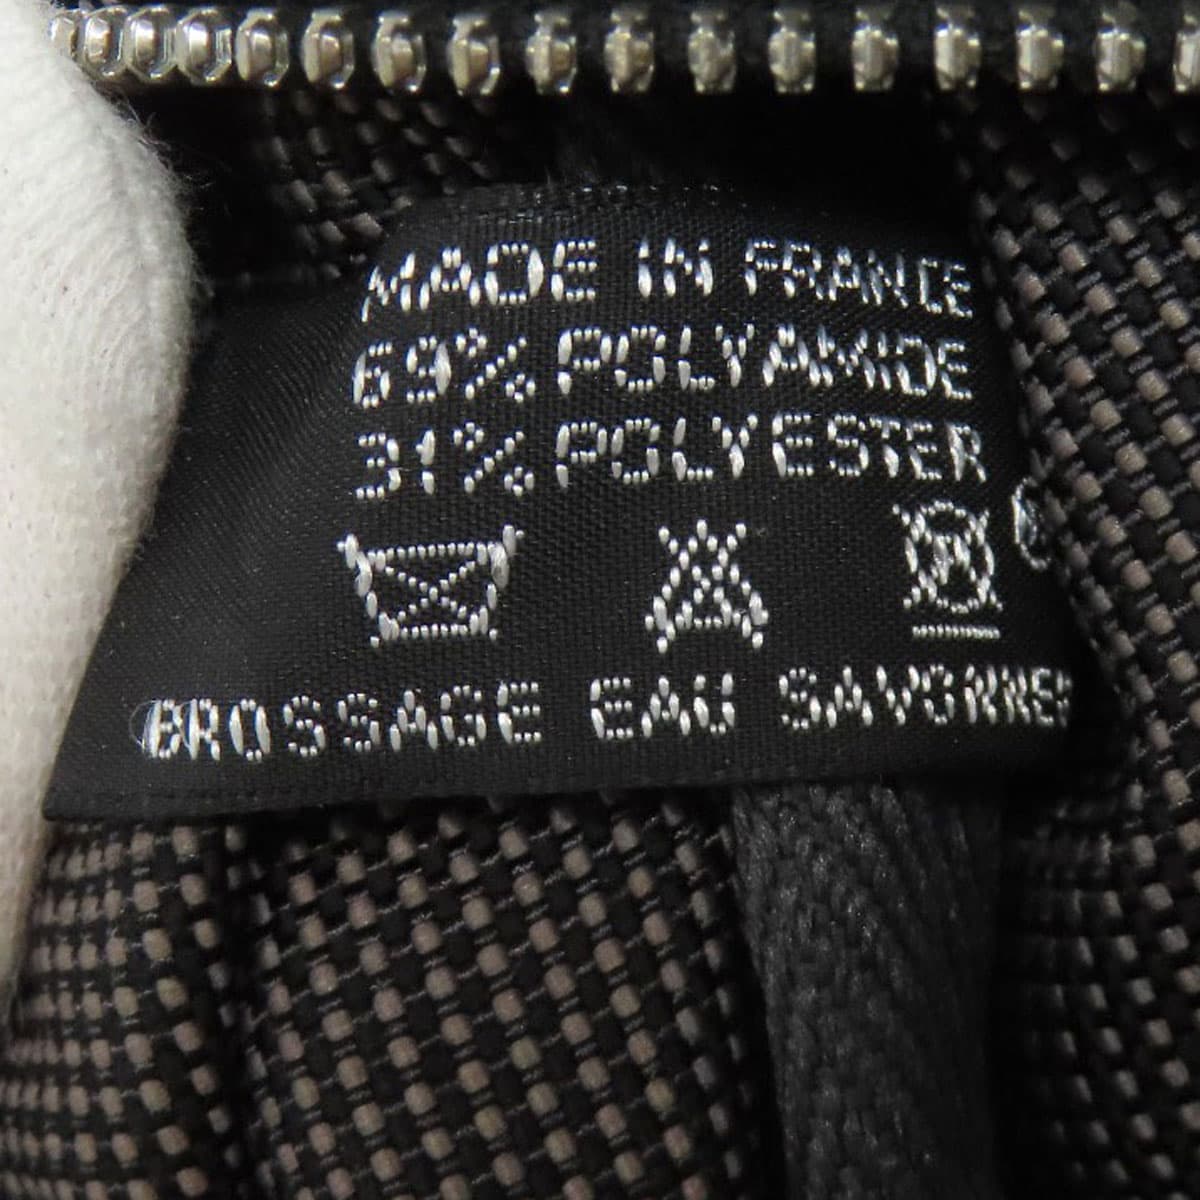 MADE IN FRANCE
69% POLYAMIDE
31% POLYESTER
BROSSAGE EAU SAVONNEE